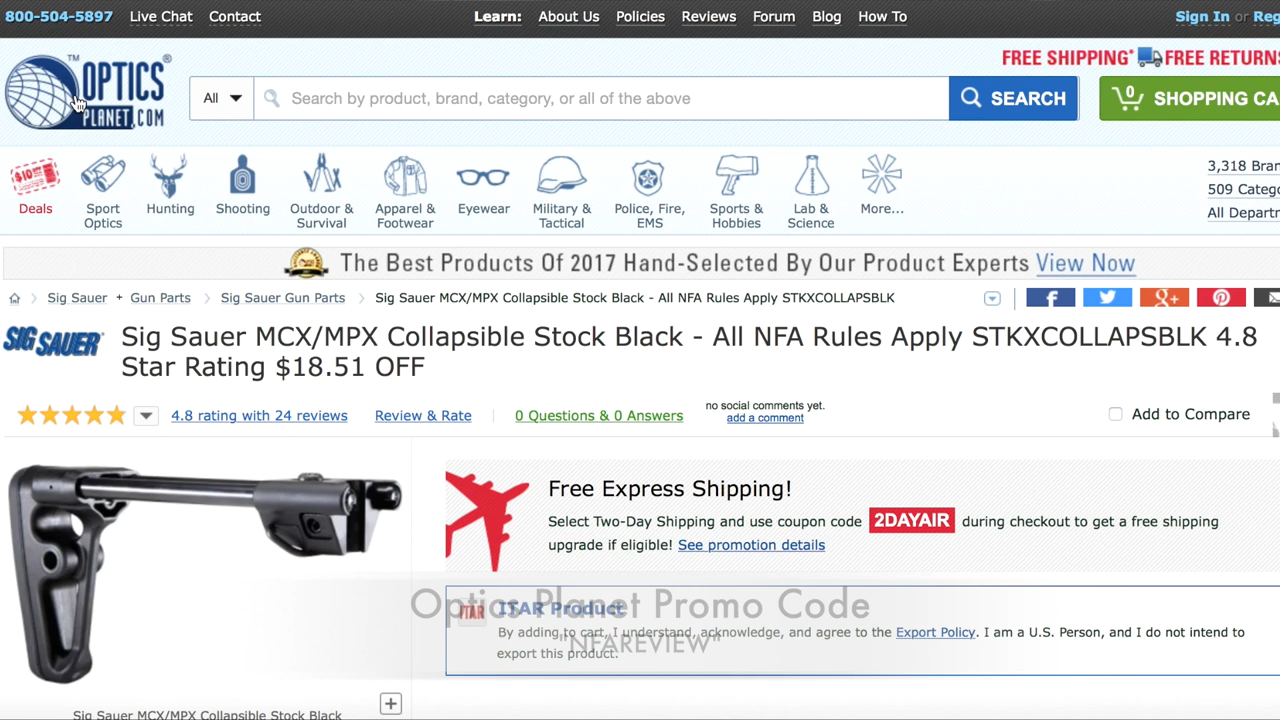 800-504-5897 Live Chat Contact Learn: About Us Policies Reviews Forum Blog How To Sign In or Reg
FREE SHIPPING* FREE RETURNS
OPTICS PLANET.COM
All Search by product, brand, category, or all of the above SEARCH 0 SHOPPING CA
3,318 Bran
509 Catego
All Departm
$10
Deals
Sport Optics
Hunting
Shooting
Outdoor & Survival
Apparel & Footwear
Eyewear
Military & Tactical
Police, Fire, EMS
Sports & Hobbies
Lab & Science
More...
The Best Products Of 2017 Hand-Selected By Our Product Experts View Now
Sig Sauer + Gun Parts Sig Sauer Gun Parts Sig Sauer MCX/MPX Collapsible Stock Black - All NFA Rules Apply STKXCOLLAPSBLK
SIG SAUER
Sig Sauer MCX/MPX Collapsible Stock Black - All NFA Rules Apply STKXCOLLAPSBLK 4.8
Star Rating $18.51 OFF
4.8 rating with 24 reviews Review & Rate 0 Questions & 0 Answers
no social comments yet.
add a comment
Add to Compare
Free Express Shipping!
Select Two-Day Shipping and use coupon code 2DAYAIR during checkout to get a free shipping
upgrade if eligible! See promotion details
Optics Planet Promo Code
"NFAREVIEW"
ITAR ITAR Product
By adding to cart, I understand, acknowledge, and agree to the Export Policy. I am a U.S. Person, and I do not intend to
export this product.
Sig Sauer MCX/MPX Collapsible Stock Black